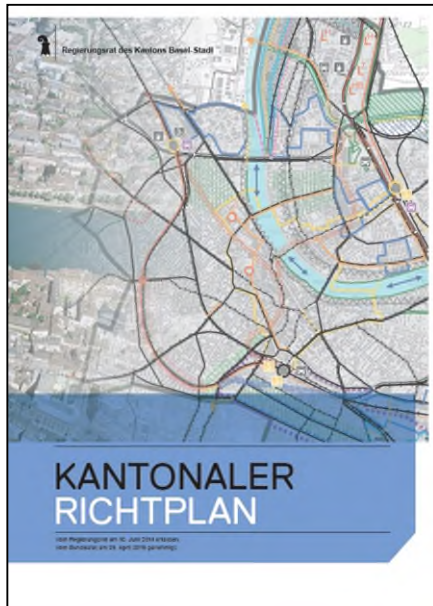 Regierungsrat des Kantons Basel-Stadt
KANTONALER
RICHTPLAN
Vom Regierungsrat am 10. Juni 2014 erlassen.
Vom Bundesrat am 29. April 2015 genehmigt.